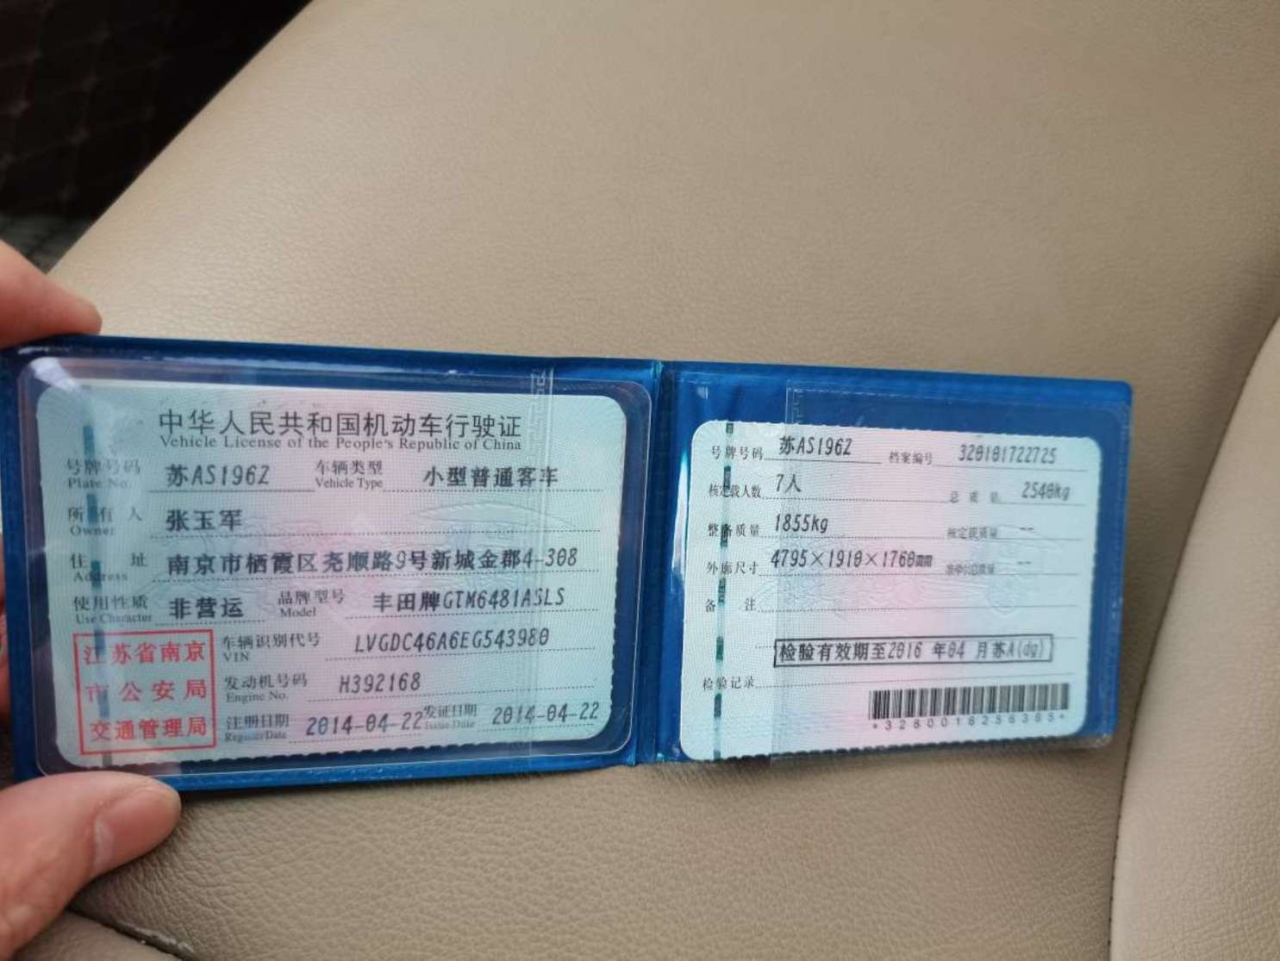 中华人民共和国机动车行驶证
Vehicle License of the People's Republic of China
号牌号码 苏AS196Z 车辆类型 小型普通客车
Plate No. Vehicle Type
所有人 张玉军
Owner
住址 南京市栖霞区尧顺路9号新城金郡4-308
Address
使用性质 非营运 品牌型号 丰田牌GTM6481ASLS
Use Character Model
江苏省南京
市公安局
交通管理局
车辆识别代号 LVGDC46A6EG543980
VIN
发动机号码 H392168
Engine No.
注册日期 2014-04-22 发证日期 2014-04-22
Register Date Issue Date
号牌号码 苏AS196Z 档案编号 320101722725
核定载人数 7人 总质量 2540kg
整备质量 1855kg 核定载质量 --
外廓尺寸 4795×1910×1760mm --
备注
检验有效期至2016 年04 月苏A(dg)
检验记录